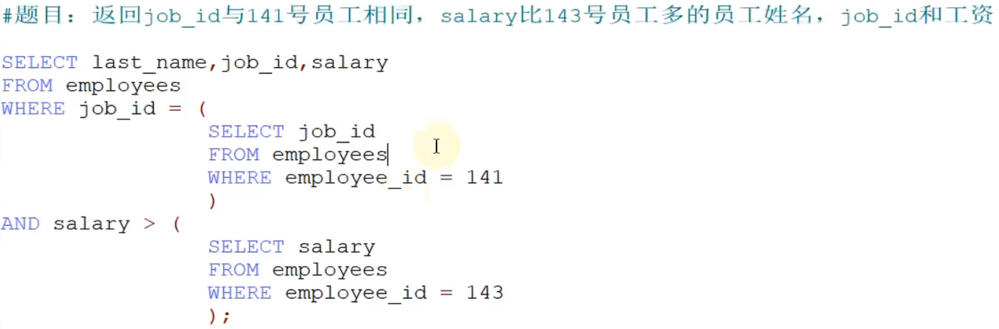 #题目：返回job_id与141号员工相同，salary比143号员工多的员工姓名，job_id和工资
SELECT last_name,job_id,salary
FROM employees
WHERE job_id = (
SELECT job_id
FROM employees
WHERE employee_id = 141
)
AND salary > (
SELECT salary
FROM employees
WHERE employee_id = 143
);